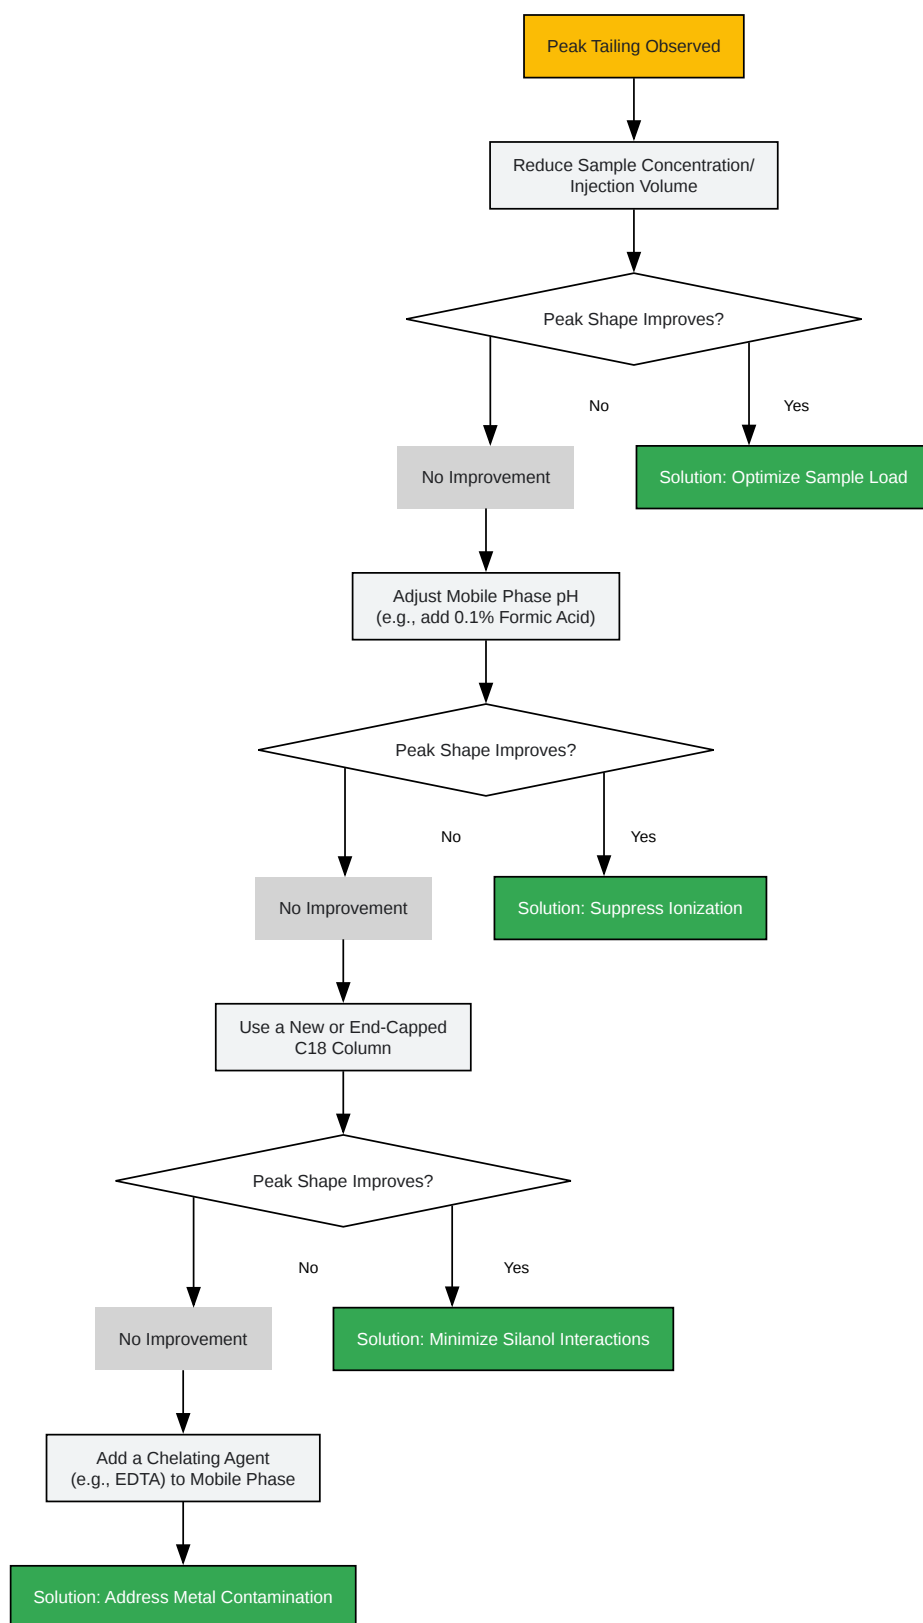 Peak Tailing Observed
Reduce Sample Concentration/
Injection Volume
Peak Shape Improves?
No
Yes
No Improvement
Solution: Optimize Sample Load
Adjust Mobile Phase pH
(e.g., add 0.1% Formic Acid)
Peak Shape Improves?
No
Yes
No Improvement
Solution: Suppress Ionization
Use a New or End-Capped
C18 Column
Peak Shape Improves?
No
Yes
No Improvement
Solution: Minimize Silanol Interactions
Add a Chelating Agent
(e.g., EDTA) to Mobile Phase
Solution: Address Metal Contamination